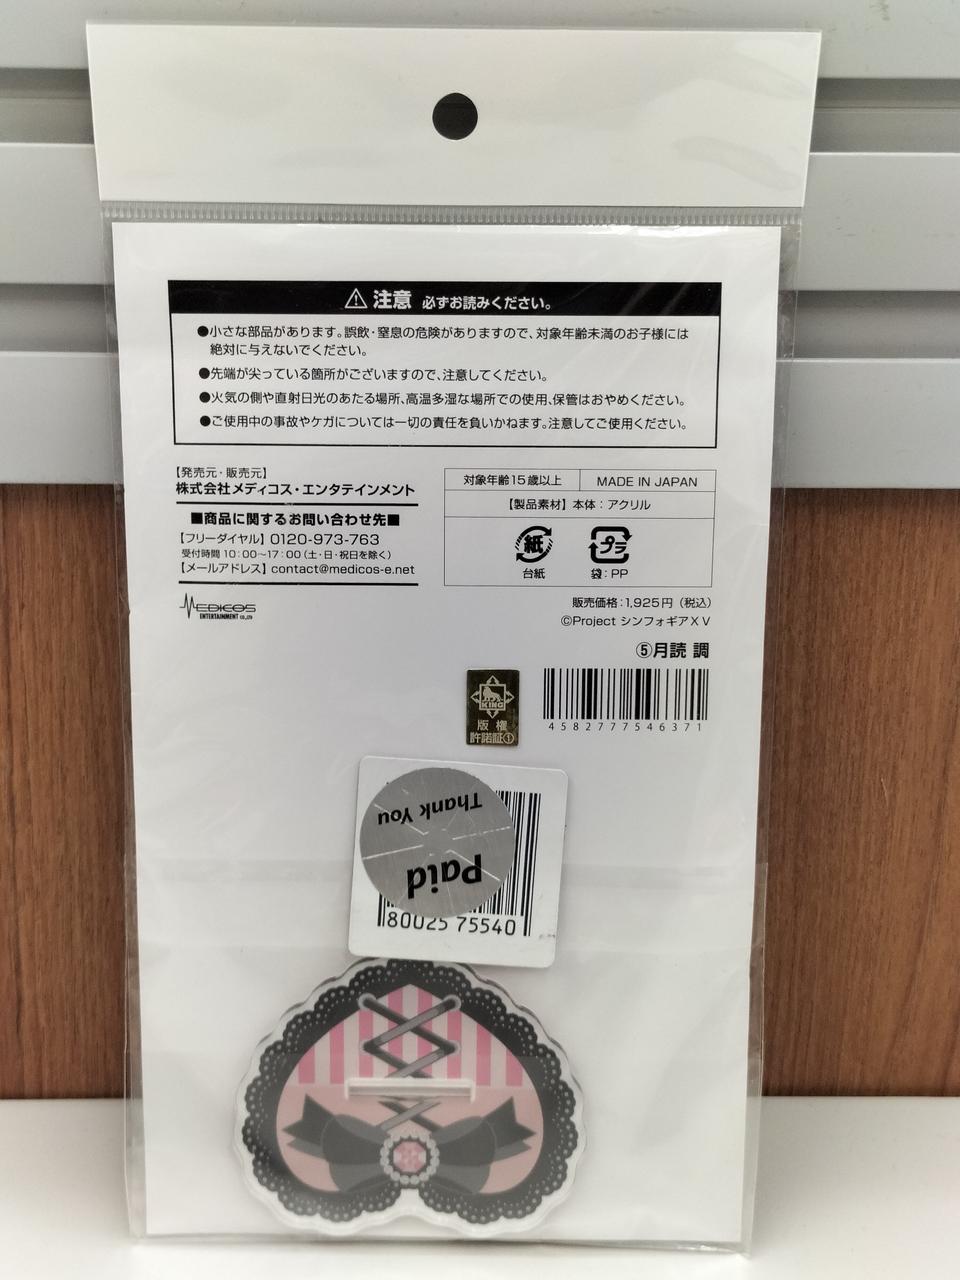 ⚠ 注意 必ずお読みください。
●小さな部品があります。誤飲・窒息の危険がありますので、対象年齢未満のお子様には
絶対に与えないでください。
●先端が尖っている箇所がございますので、注意してください。
●火気の側や直射日光のあたる場所、高温多湿な場所での使用、保管はおやめください。
●ご使用中の事故やケガについては一切の責任を負いかねます。注意してご使用ください。
【発売元・販売元】
株式会社メディコス・エンタテインメント
■商品に関するお問い合わせ先■
【フリーダイヤル】0120-973-763
受付時間 10:00〜17:00(土・日・祝日を除く)
【メールアドレス】contact@medicos-e.net
MEDICOS
ENTERTAINMENT CO.,LTD
対象年齢15歳以上
MADE IN JAPAN
【製品素材】本体:アクリル
紙
プラ
台紙
袋:PP
販売価格:1,925円(税込)
©Project シンフォギアXV
⑤月読 調
4582777546371
KING
版権
許諾証①
Thank You
Paid
80025 75540